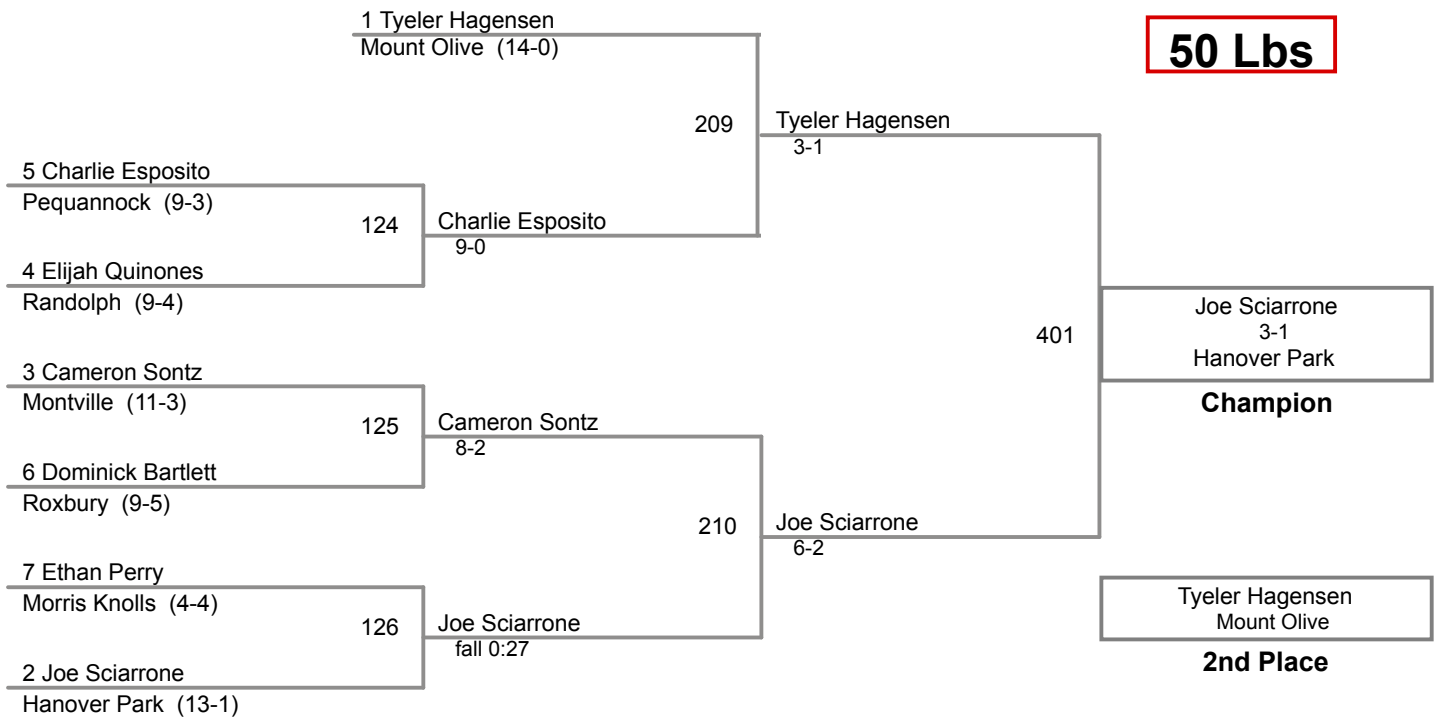 1 Tyeler Hagensen
Mount Olive (14-0)
50 Lbs
209
Tyeler Hagensen
3-1
5 Charlie Esposito
Pequannock (9-3)
124
Charlie Esposito
9-0
4 Elijah Quinones
Randolph (9-4)
401
Joe Sciarrone
3-1
Hanover Park
Champion
3 Cameron Sontz
Montville (11-3)
125
Cameron Sontz
8-2
6 Dominick Bartlett
Roxbury (9-5)
210
Joe Sciarrone
6-2
7 Ethan Perry
Morris Knolls (4-4)
126
Joe Sciarrone
fall 0:27
2 Joe Sciarrone
Hanover Park (13-1)
Tyeler Hagensen
Mount Olive
2nd Place